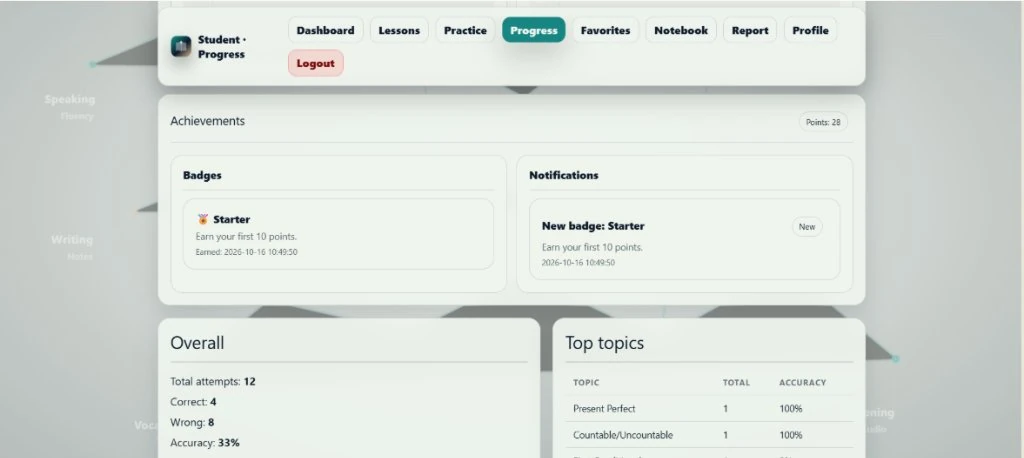 Student ·
Progress
Dashboard
Lessons
Practice
Progress
Favorites
Notebook
Report
Profile
Logout
Speaking
Fluency
Achievements
Points: 28
Badges
🏅 Starter
Earn your first 10 points.
Earned: 2026-10-16 10:49:50
Notifications
New badge: Starter
New
Earn your first 10 points.
2026-10-16 10:49:50
Writing
Overall
Total attempts: 12
Correct: 4
Wrong: 8
Accuracy: 33%
Top topics
TOPIC TOTAL ACCURACY
Present Perfect 1 100%
Countable/Uncountable 1 100%